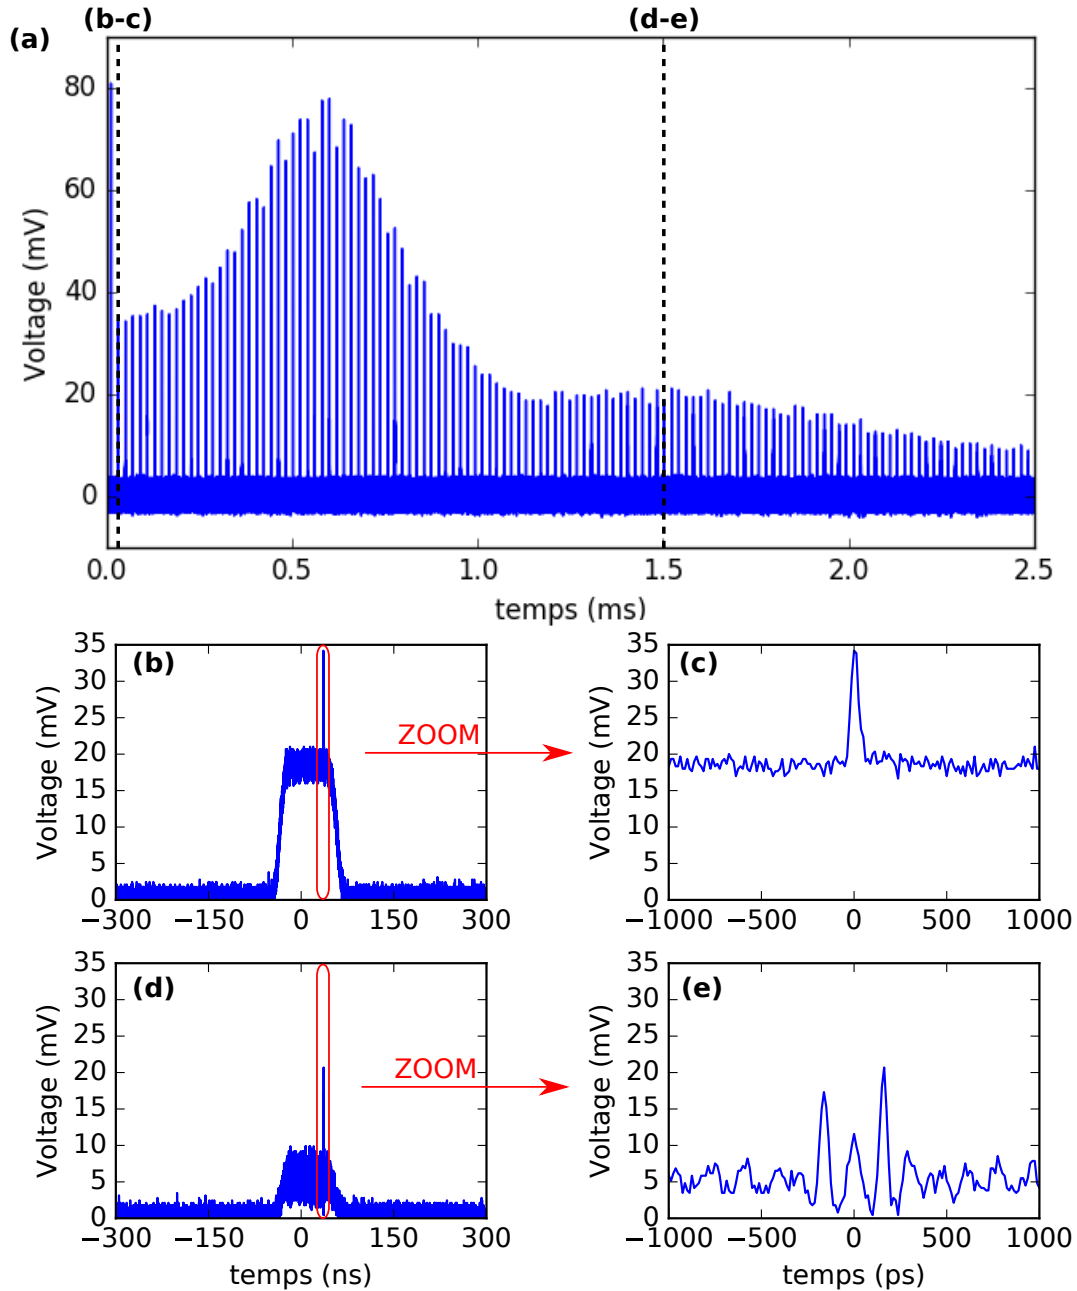 (b-c) (d-e)
(a)
80
60
40
20
0
Voltage (mV)
0.0 0.5 1.0 1.5 2.0 2.5
temps (ms)
(b)
35
30
25
20
15
10
5
0
Voltage (mV)
−300 −150 0 150 300
ZOOM
(c)
35
30
25
20
15
10
5
0
Voltage (mV)
−1000 −500 0 500 1000
(d)
35
30
25
20
15
10
5
0
Voltage (mV)
−300 −150 0 150 300
temps (ns)
ZOOM
(e)
35
30
25
20
15
10
5
0
Voltage (mV)
−1000 −500 0 500 1000
temps (ps)